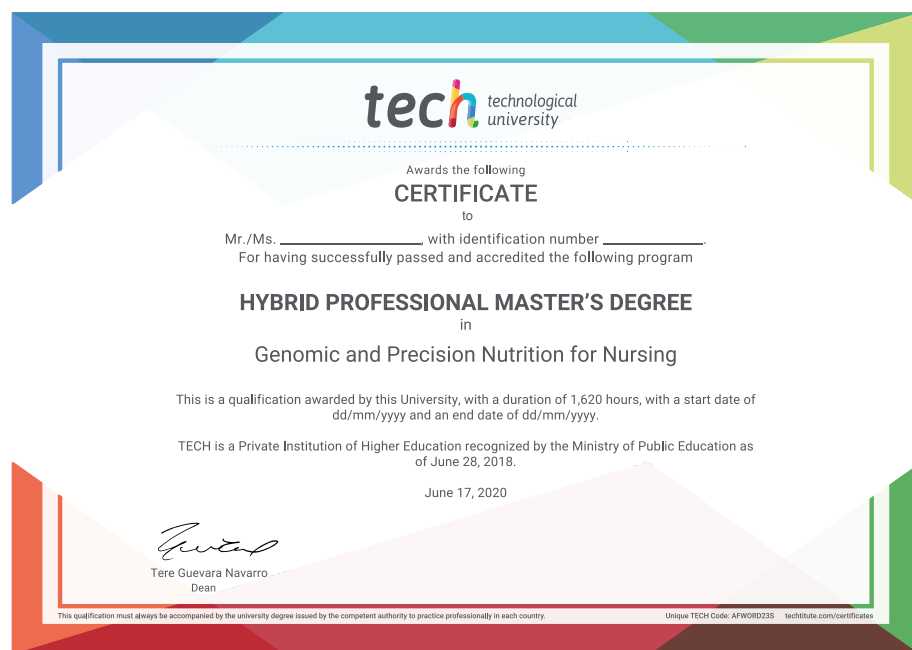 tech technological
university
Awards the following
CERTIFICATE
to
Mr./Ms. ____________, with identification number ____________.
For having successfully passed and accredited the following program
HYBRID PROFESSIONAL MASTER'S DEGREE
in
Genomic and Precision Nutrition for Nursing
This is a qualification awarded by this University, with a duration of 1,620 hours, with a start date of
dd/mm/yyyy and an end date of dd/mm/yyyy.
TECH is a Private Institution of Higher Education recognized by the Ministry of Public Education as
of June 28, 2018.
June 17, 2020
Tere Guevara Navarro
Dean
This qualification must always be accompanied by the university degree issued by the competent authority to practice professionally in each country.
Unique TECH Code: AFWORD23S techtitute.com/certificates